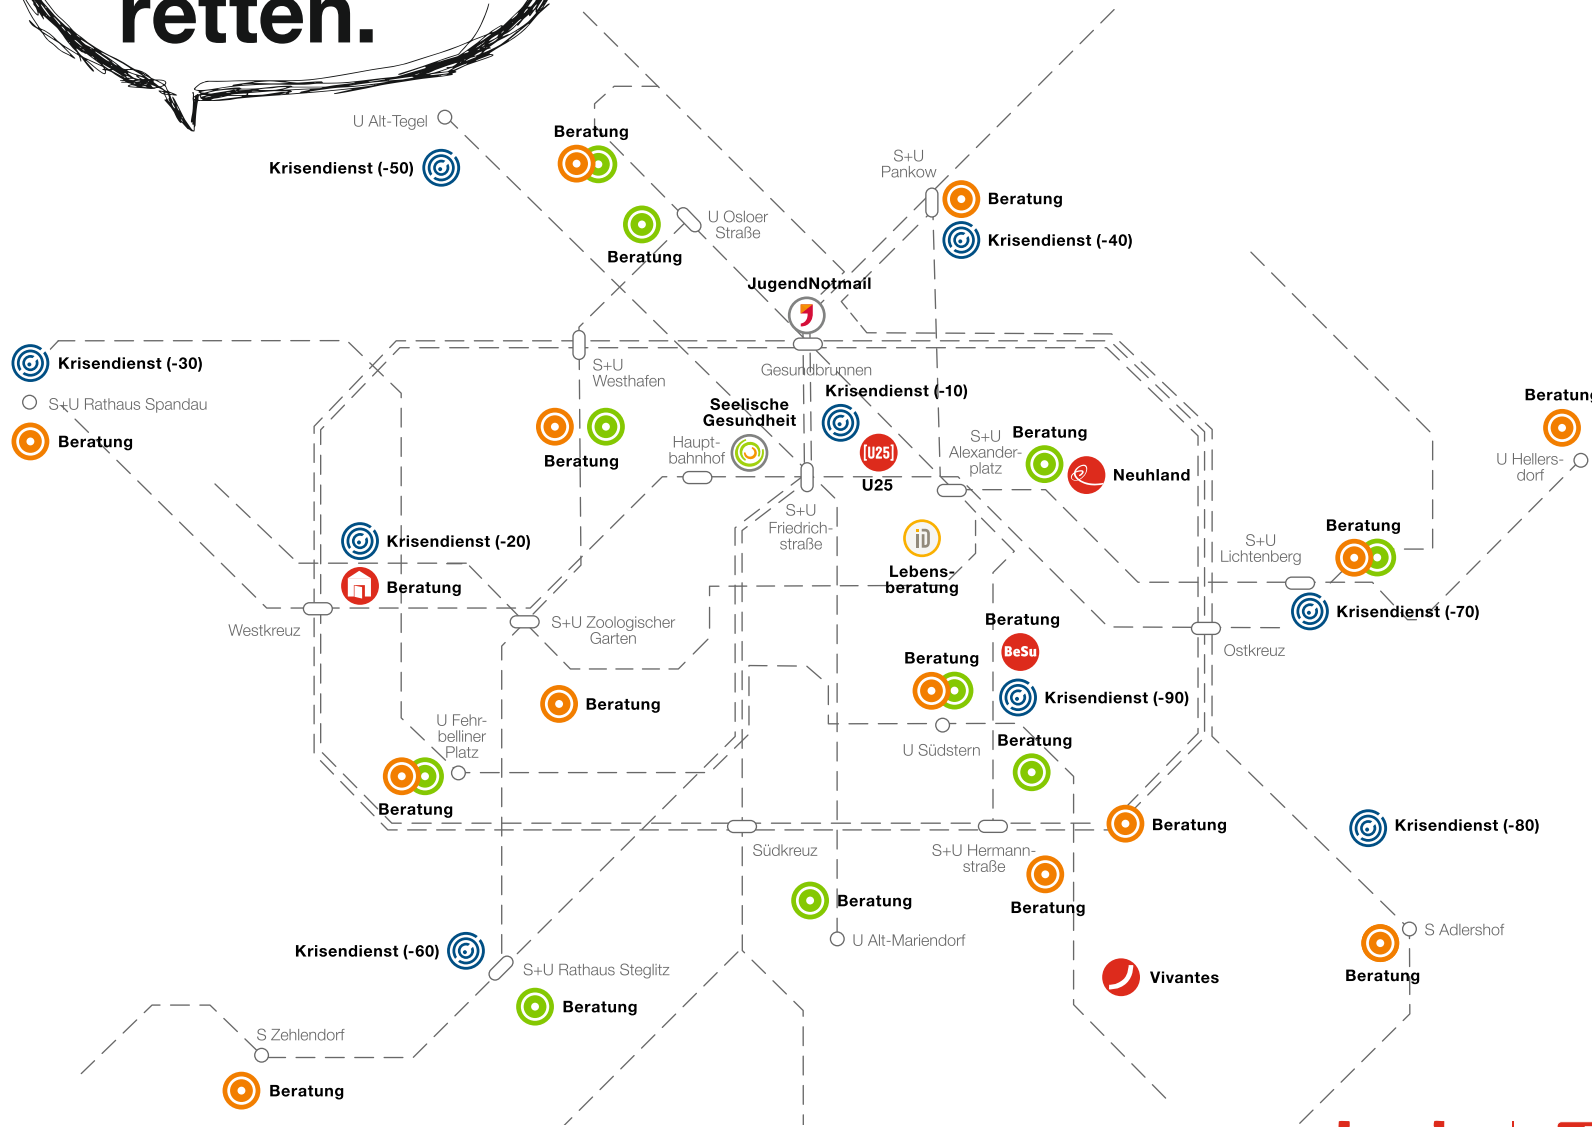 retten.
U Alt-Tegel
Krisendienst (-50)
Beratung
Beratung
U Osloer
Straße
S+U
Pankow
Beratung
Krisendienst (-40)
JugendNotmail
Gesundbrunnen
Krisendienst (-30)
S+U Rathaus Spandau
Beratung
S+U
Westhafen
Beratung
Seelische
Gesundheit
Haupt-
bahnhof
Krisendienst (-10)
[U25]
U25
S+U
Alexander-
platz
Beratung
Neuhland
Beratung
U Hellers-
dorf
S+U
Friedrich-
straße
Krisendienst (-20)
Beratung
iD
Lebens-
beratung
S+U
Lichtenberg
Beratung
Krisendienst (-70)
Westkreuz
S+U Zoologischer
Garten
Ostkreuz
Beratung
BeSu
Beratung
Krisendienst (-90)
Beratung
U Südstern
Beratung
U Fehr-
belliner
Platz
Beratung
Südkreuz
S+U Hermann-
straße
Beratung
Beratung
Krisendienst (-80)
Beratung
U Alt-Mariendorf
S Adlershof
Beratung
Krisendienst (-60)
S+U Rathaus Steglitz
Beratung
Vivantes
S Zehlendorf
Beratung